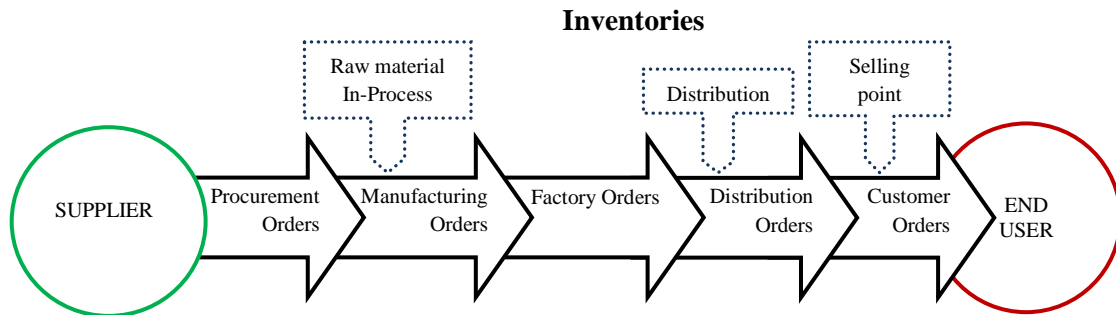 Inventories
Raw material
In-Process
Distribution
Selling
point
SUPPLIER
Procurement
Orders
Manufacturing
Orders
Factory Orders
Distribution
Orders
Customer
Orders
END
USER